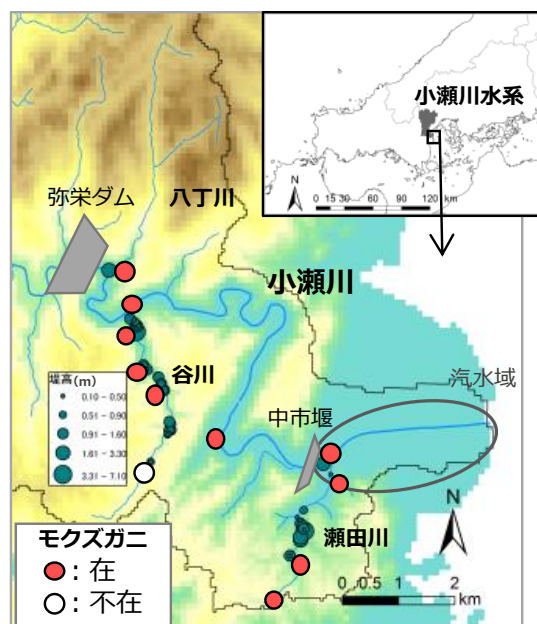 小瀬川水系
N
0 15 30 60 90 120 km
八丁川
弥栄ダム
小瀬川
堤高(m)
0.10 - 0.50
0.51 - 0.90
0.91 - 1.60
1.61 - 3.30
3.31 - 7.10
谷川
汽水域
中市堰
N
瀬田川
モクズガニ
:在
:不在
0 0.5 1 2
km